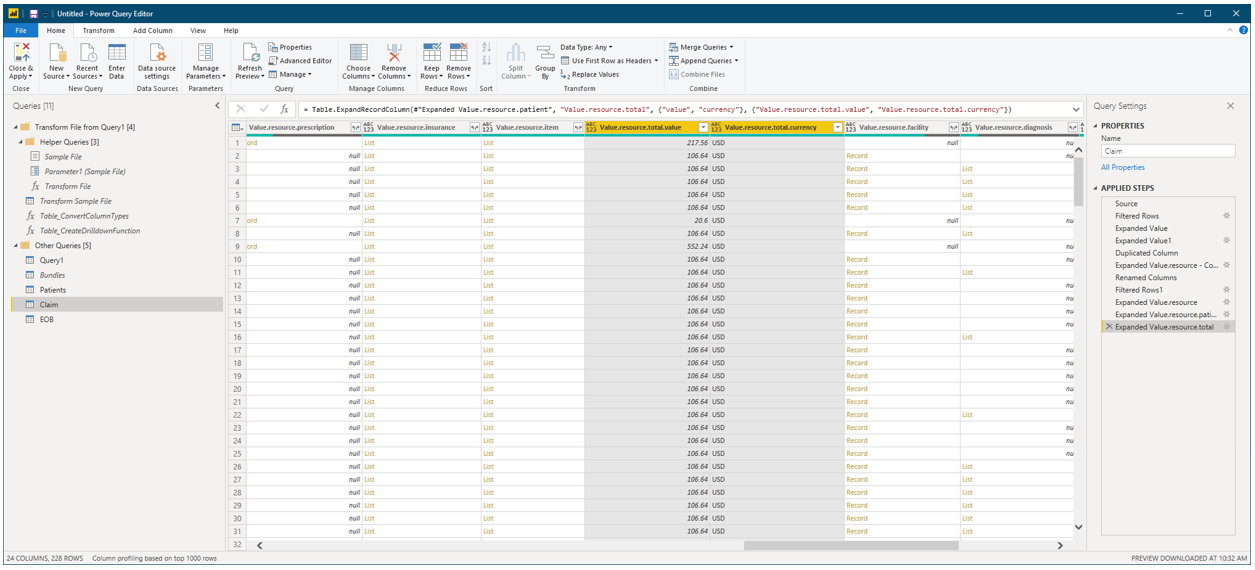 Untitled - Power Query Editor
File Home Transform Add Column View Help
Close & Apply
New Source
Recent Sources
Enter Data
Data source settings
Manage Parameters
Refresh Preview
Properties
Advanced Editor
Manage
Choose Columns
Remove Columns
Keep Rows
Remove Rows
Split Column
Group By
Data Type: Any
Use First Row as Headers
Replace Values
Merge Queries
Append Queries
Combine Files
Close New Query Data Sources Parameters Query Manage Columns Reduce Rows Sort Transform Combine
Queries [11]
Transform File from Query1 [4]
Helper Queries [3]
Sample File
Parameter1 (Sample File)
Transform File
Transform Sample File
Table_ConvertColumnTypes
Table_CreateDrilldownFunction
Other Queries [5]
Query1
Bundles
Patients
Claim
EOB
= Table.ExpandRecordColumn(#"Expanded Value.resource.patient", "Value.resource.total", {"value", "currency"}, {"Value.resource.total.value", "Value.resource.total.currency"})
Value.resource.prescription ABC 123 Value.resource.insurance ABC 123 Value.resource.item ABC 123 Value.resource.total.value ABC 123 Value.resource.total.currency ABC 123 Value.resource.facility ABC 123 Value.resource.diagnosis
1 ord List List 217.56 USD null nu
2 null List List 106.64 USD Record nu
3 null List List 106.64 USD Record List
4 null List List 106.64 USD Record List
5 null List List 106.64 USD Record List
6 null List List 106.64 USD Record List
7 ord List List 20.6 USD null nu
8 null List List 106.64 USD Record List
9 ord List List 552.24 USD null nu
10 null List List 106.64 USD Record nu
11 null List List 106.64 USD Record List
12 null List List 106.64 USD Record nu
13 null List List 106.64 USD Record nu
14 null List List 106.64 USD Record nu
15 null List List 106.64 USD Record nu
16 null List List 106.64 USD Record List
17 null List List 106.64 USD Record nu
18 null List List 106.64 USD Record nu
19 null List List 106.64 USD Record nu
20 null List List 106.64 USD Record nu
21 null List List 106.64 USD Record nu
22 null List List 106.64 USD Record List
23 null List List 106.64 USD Record nu
24 null List List 106.64 USD Record nu
25 null List List 106.64 USD Record nu
26 null List List 106.64 USD Record List
27 null List List 106.64 USD Record List
28 null List List 106.64 USD Record List
29 null List List 106.64 USD Record List
30 null List List 106.64 USD Record List
31 null List List 106.64 USD Record List
32
Query Settings
PROPERTIES
Name
Claim
All Properties
APPLIED STEPS
Source
Filtered Rows
Expanded Value
Expanded Value1
Duplicated Column
Expanded Value.resource - Co...
Renamed Columns
Filtered Rows1
Expanded Value.resource
Expanded Value.resource.pati...
Expanded Value.resource.total
24 COLUMNS, 228 ROWS Column profiling based on top 1000 rows
PREVIEW DOWNLOADED AT 10:32 AM